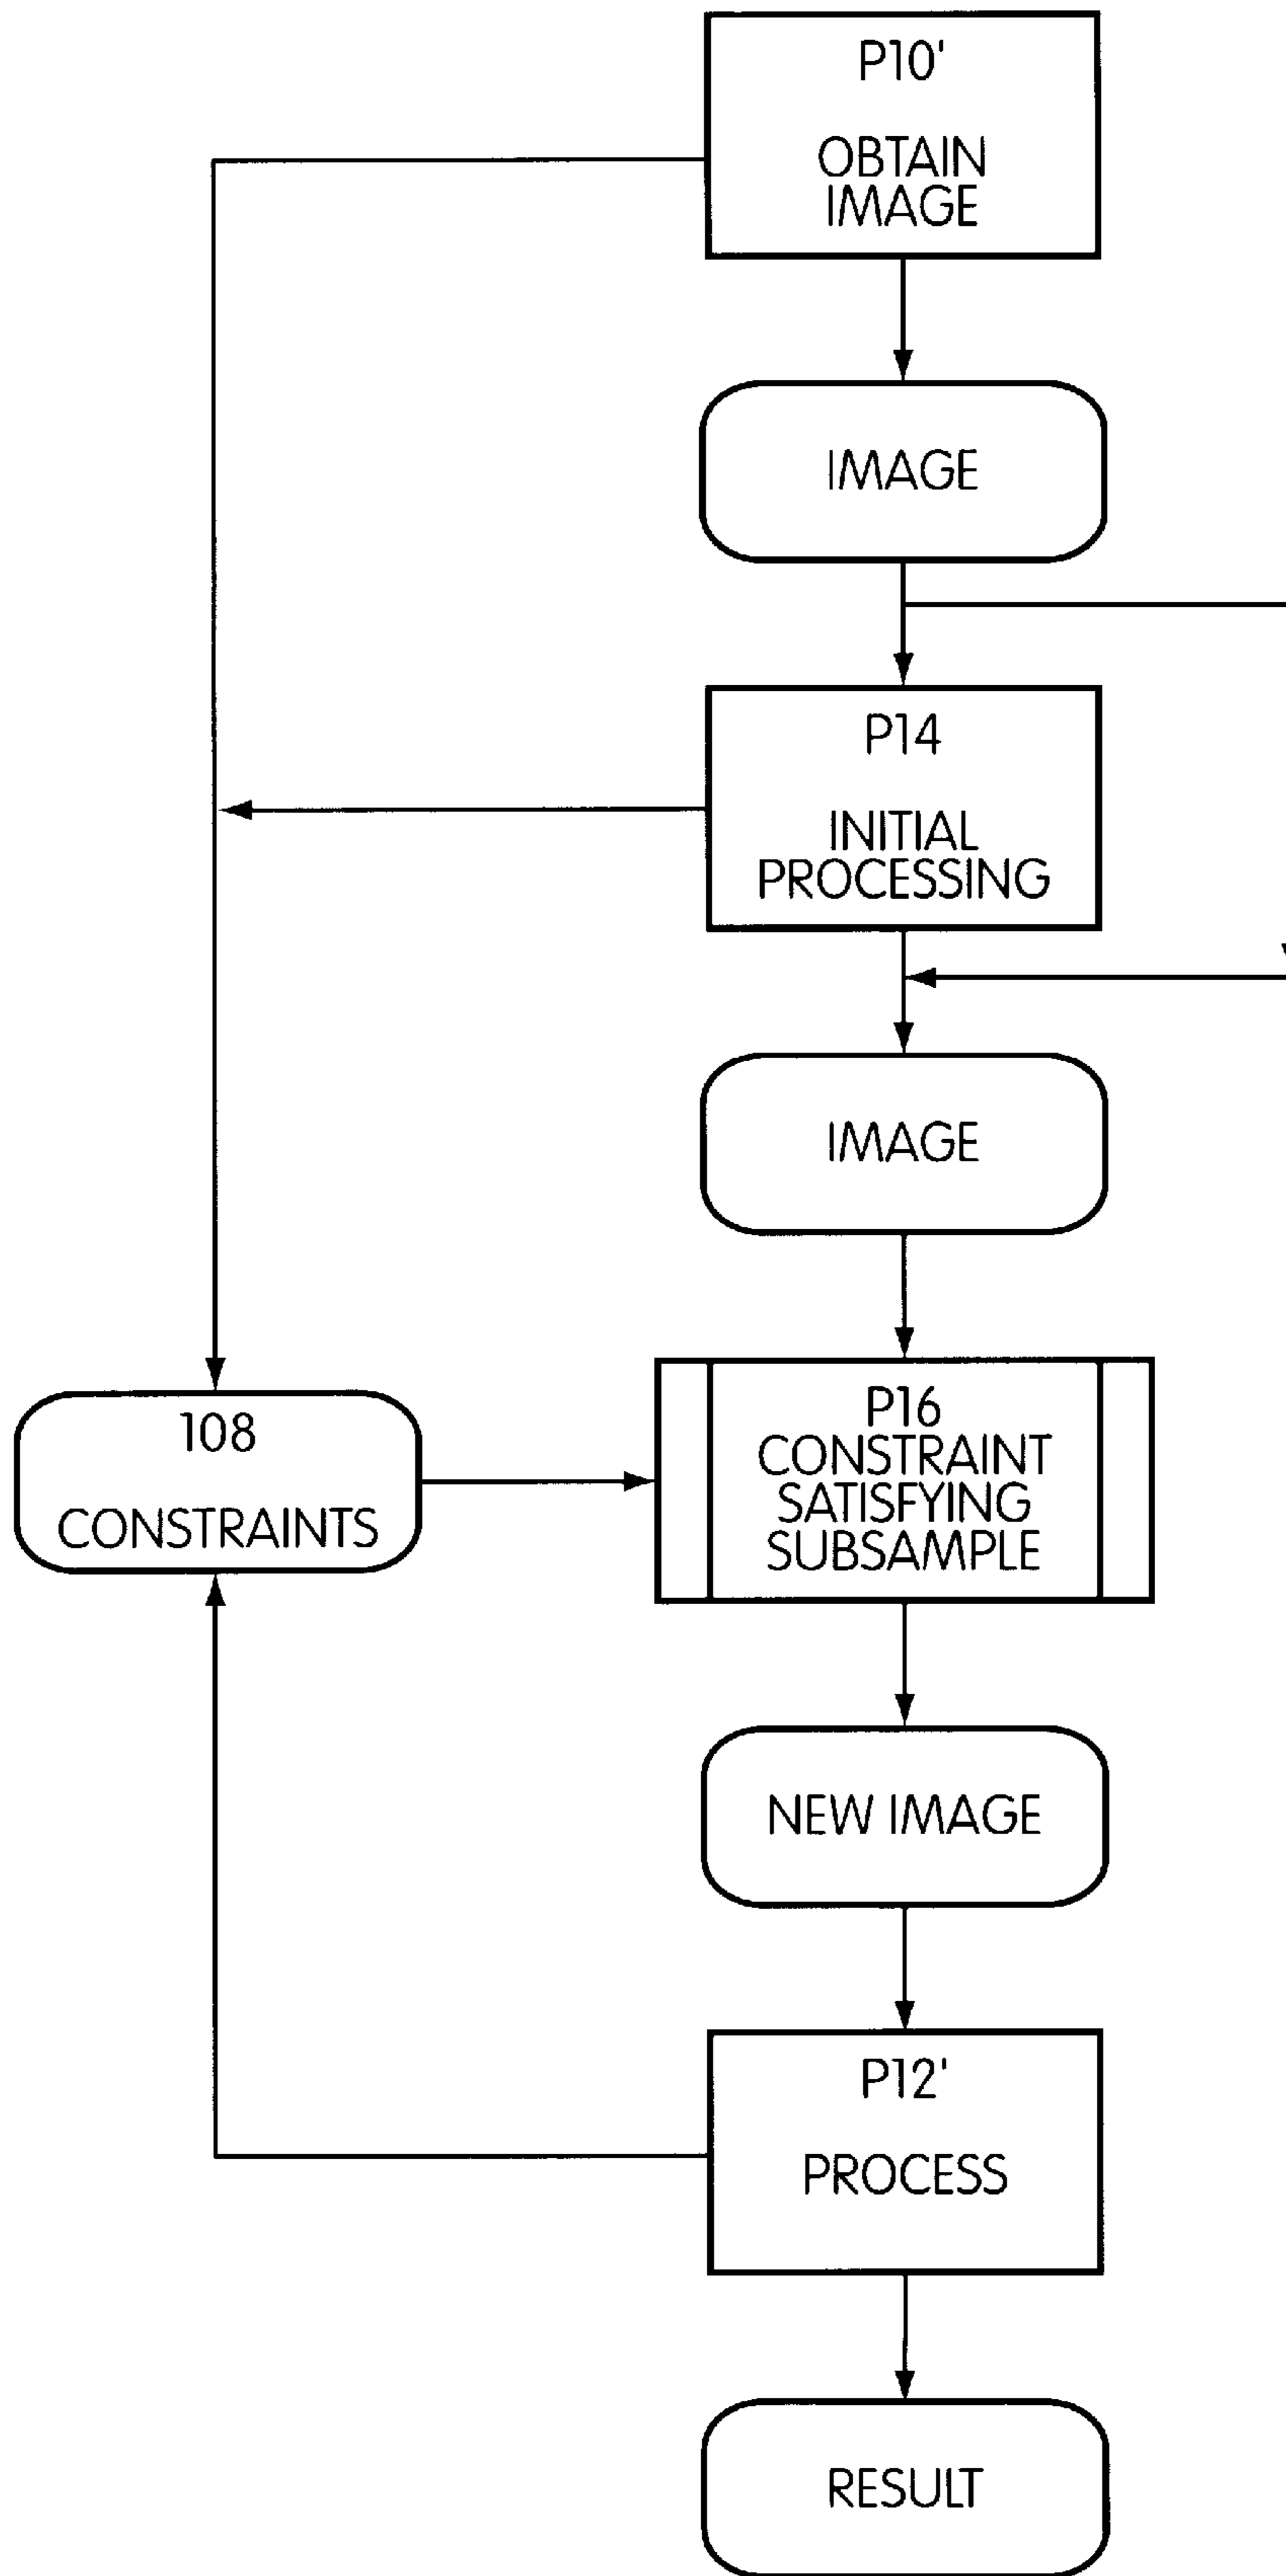 P10'
OBTAIN
IMAGE
IMAGE
P14
INITIAL
PROCESSING
IMAGE
108
CONSTRAINTS
P16
CONSTRAINT
SATISFYING
SUBSAMPLE
NEW IMAGE
P12'
PROCESS
RESULT